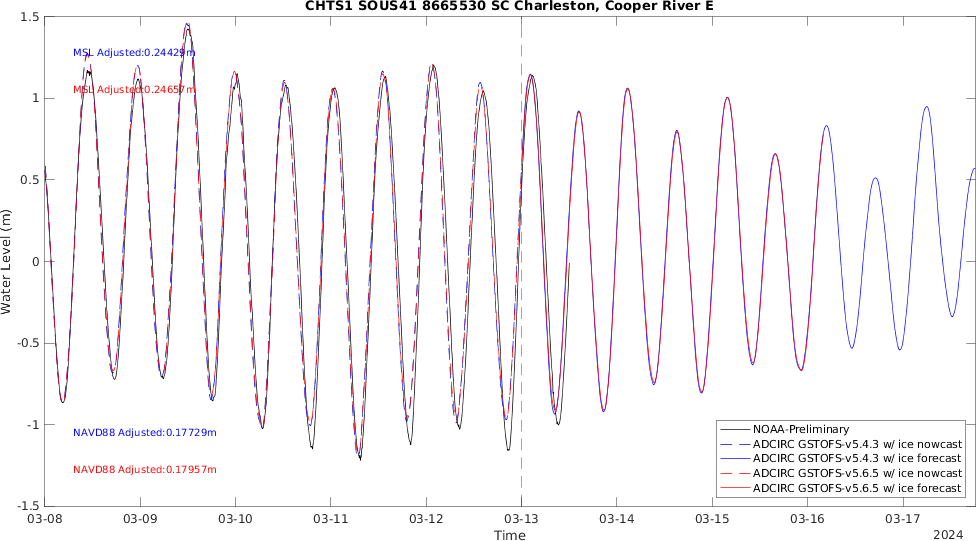 CHTS1 SOUS41 8665530 SC Charleston, Cooper River E
1.5
1
0.5
0
-0.5
-1
-1.5
Water Level (m)
MSL Adjusted:0.24429m
MSL Adjusted:0.24657m
NAVD88 Adjusted:0.17729m
NAVD88 Adjusted:0.17957m
NOAA-Preliminary
ADCIRC GSTOFS-v5.4.3 w/ ice nowcast
ADCIRC GSTOFS-v5.4.3 w/ ice forecast
ADCIRC GSTOFS-v5.6.5 w/ ice nowcast
ADCIRC GSTOFS-v5.6.5 w/ ice forecast
03-08 03-09 03-10 03-11 03-12 03-13 03-14 03-15 03-16 03-17
Time
2024